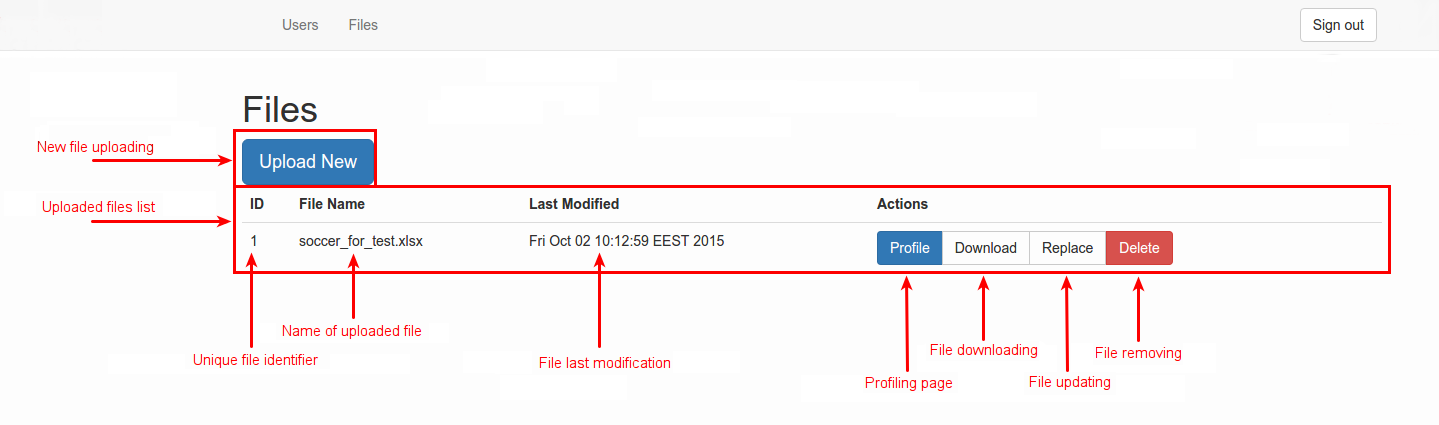 Users Files Sign out
Files
New file uploading
Upload New
Uploaded files list
ID File Name Last Modified Actions
1 soccer_for_test.xlsx Fri Oct 02 10:12:59 EEST 2015 Profile Download Replace Delete
Name of uploaded file
Unique file identifier
File last modification
File downloading
File removing
Profiling page
File updating